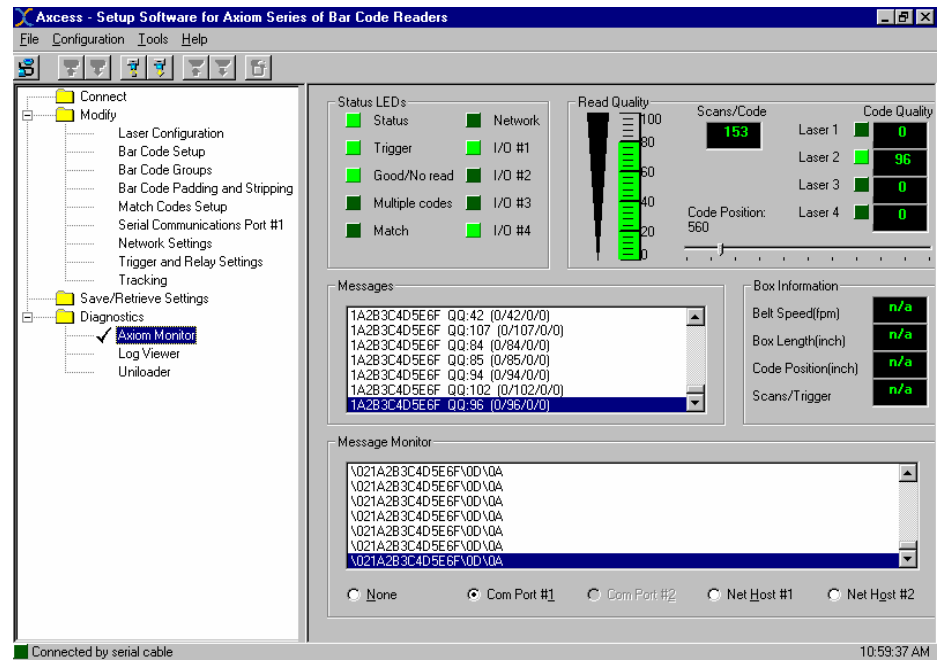 Axcess - Setup Software for Axiom Series of Bar Code Readers
File Configuration Tools Help
Connect
Modify
Laser Configuration
Bar Code Setup
Bar Code Groups
Bar Code Padding and Stripping
Match Codes Setup
Serial Communications Port #1
Network Settings
Trigger and Relay Settings
Tracking
Save/Retrieve Settings
Diagnostics
Axiom Monitor
Log Viewer
Uniloader
Status LEDs
Status Network
Trigger I/O #1
Good/No read I/O #2
Multiple codes I/O #3
Match I/O #4
Read Quality
100
80
60
40
20
0
Scans/Code
153
Code Position:
560
Code Quality
Laser 1 0
Laser 2 96
Laser 3 0
Laser 4 0
Messages
1A2B3C4D5E6F QQ:42 (0/42/0/0)
1A2B3C4D5E6F QQ:107 (0/107/0/0)
1A2B3C4D5E6F QQ:84 (0/84/0/0)
1A2B3C4D5E6F QQ:85 (0/85/0/0)
1A2B3C4D5E6F QQ:94 (0/94/0/0)
1A2B3C4D5E6F QQ:102 (0/102/0/0)
1A2B3C4D5E6F QQ:96 (0/96/0/0)
Box Information
Belt Speed(fpm) n/a
Box Length(inch) n/a
Code Position(inch) n/a
Scans/Trigger n/a
Message Monitor
\021A2B3C4D5E6F\0D\0A
\021A2B3C4D5E6F\0D\0A
\021A2B3C4D5E6F\0D\0A
\021A2B3C4D5E6F\0D\0A
\021A2B3C4D5E6F\0D\0A
\021A2B3C4D5E6F\0D\0A
\021A2B3C4D5E6F\0D\0A
None Com Port #1 Com Port #2 Net Host #1 Net Host #2
Connected by serial cable 10:59:37 AM